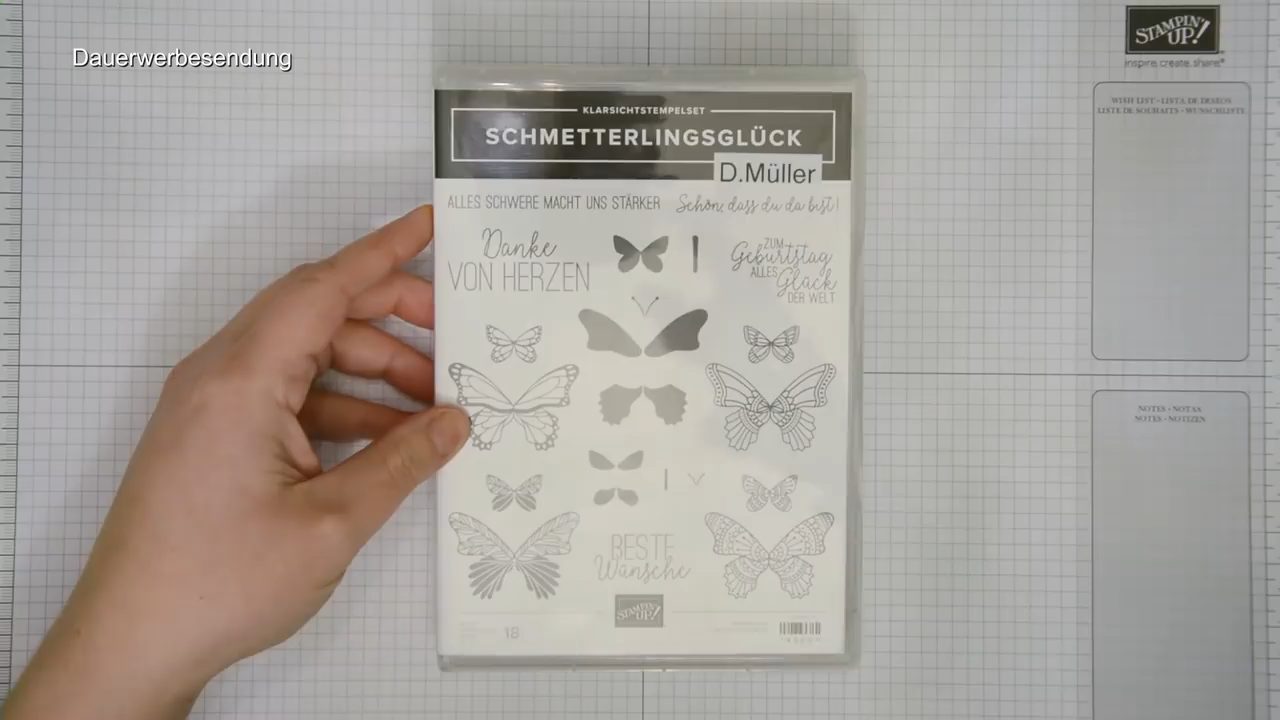 Dauerwerbesendung
STAMPIN' UP!
inspire.create.share.®
WISH LIST • LISTA DE DESEOS
LISTE DE SOUHAITS • WUNSCHLISTE
KLARSICHTSTEMPELSET
SCHMETTERLINGSGLÜCK
D.Müller
ALLES SCHWERE MACHT UNS STÄRKER
Schön, dass du da bist!
Danke
VON HERZEN
ZUM
Geburtstag
ALLES Glück
DER WELT
NOTES • NOTAS
NOTES • NOTIZEN
BESTE
Wünsche
STAMPIN' UP!
18